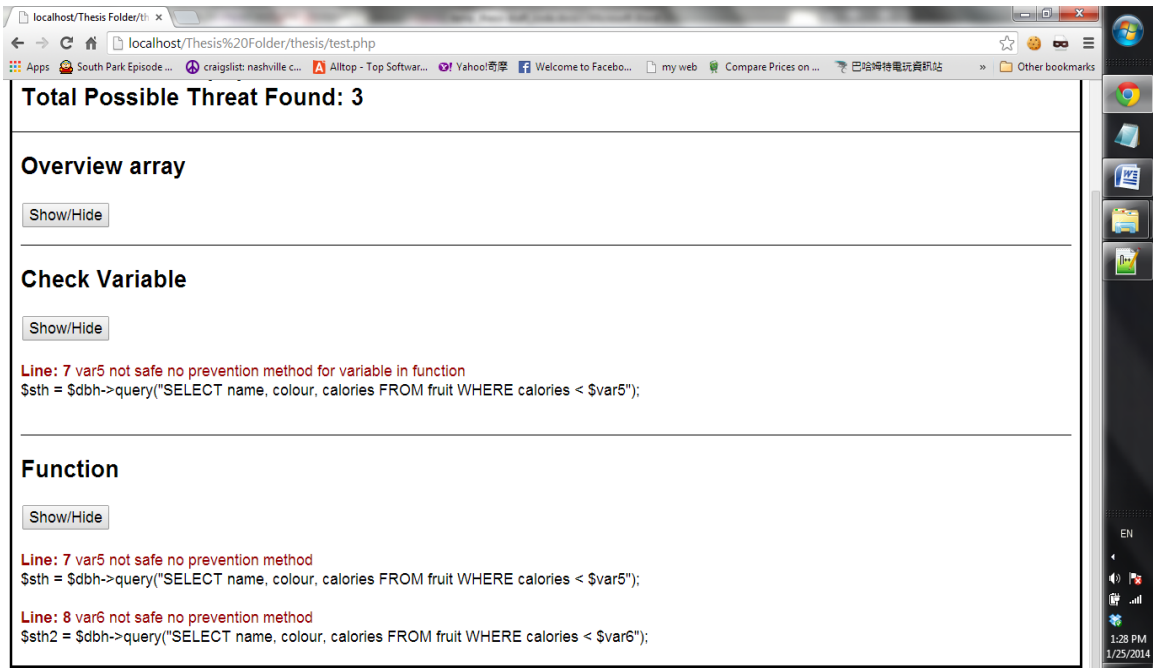 localhost/Thesis Folder/th
localhost/Thesis%20Folder/thesis/test.php
Apps South Park Episode ... craigslist: nashville c... Alltop - Top Softwar... Yahoo!奇摩 Welcome to Facebo... my web Compare Prices on ... 巴哈姆特電玩資訊站 » Other bookmarks
Total Possible Threat Found: 3
Overview array
Show/Hide
Check Variable
Show/Hide
Line: 7 var5 not safe no prevention method for variable in function
$sth = $dbh->query("SELECT name, colour, calories FROM fruit WHERE calories < $var5");
Function
Show/Hide
Line: 7 var5 not safe no prevention method
$sth = $dbh->query("SELECT name, colour, calories FROM fruit WHERE calories < $var5");
Line: 8 var6 not safe no prevention method
$sth2 = $dbh->query("SELECT name, colour, calories FROM fruit WHERE calories < $var6");
EN
1:28 PM
1/25/2014